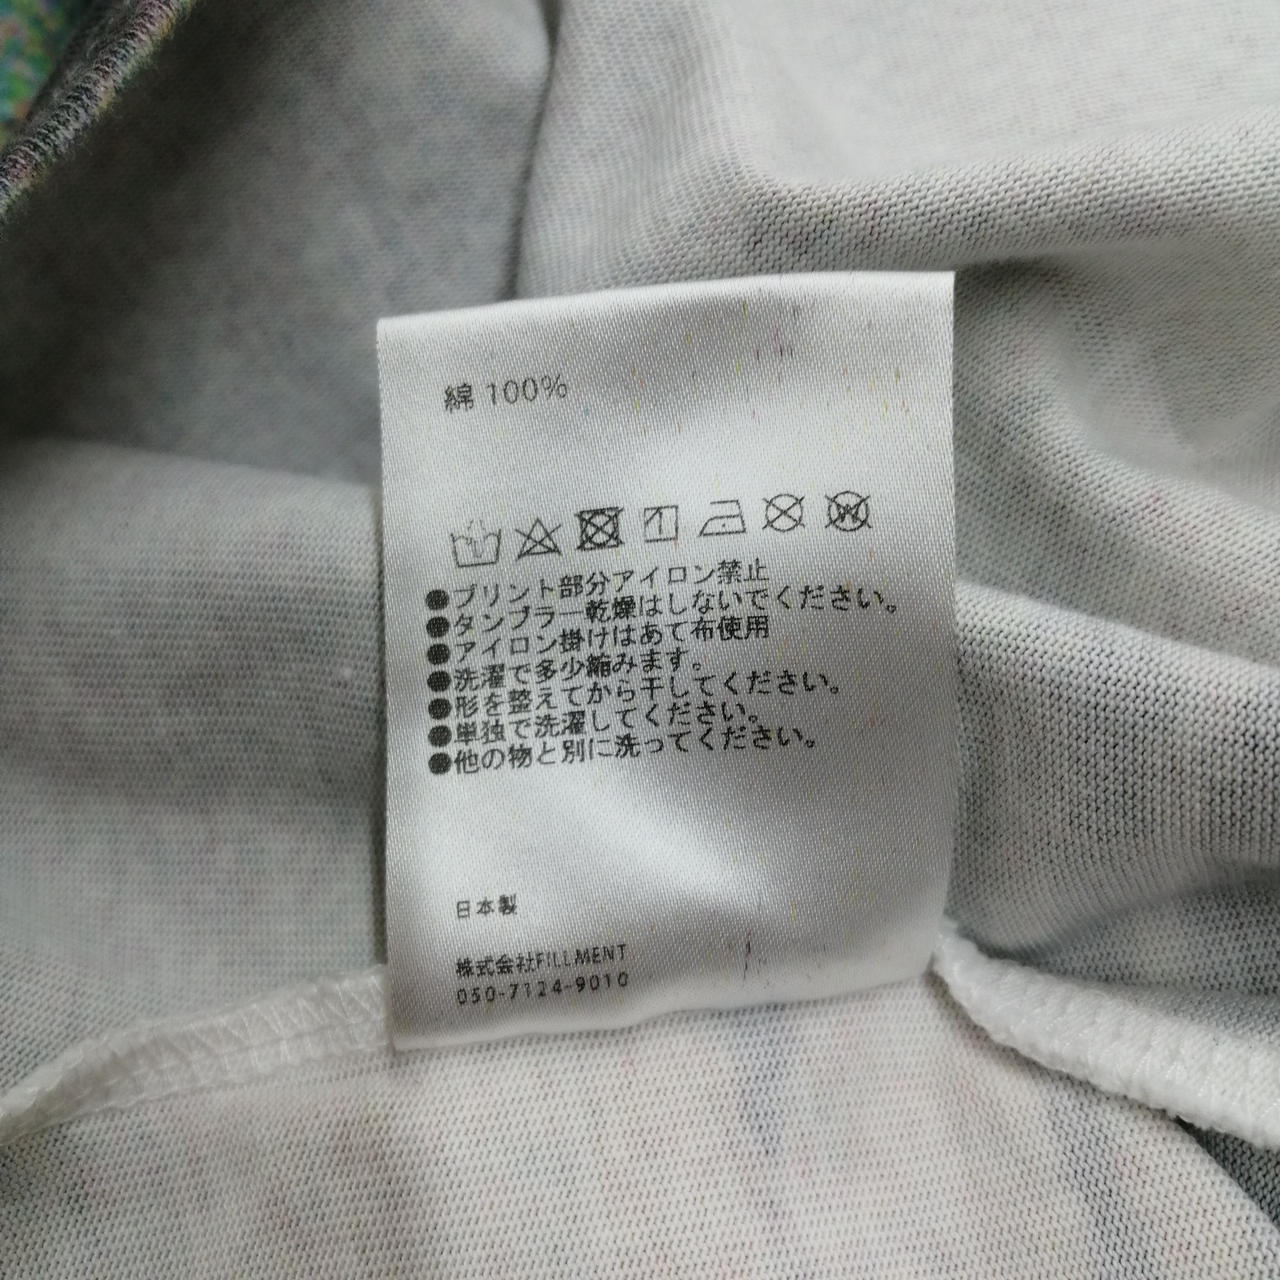 綿 100%
●プリント部分アイロン禁止
●タンブラー乾燥はしないでください。
●アイロン掛けはあて布使用
●洗濯で多少縮みます。
●形を整えてから干してください。
●単独で洗濯してください。
●他の物と別に洗ってください。
日本製
株式会社FILLMENT
050-7124-9010